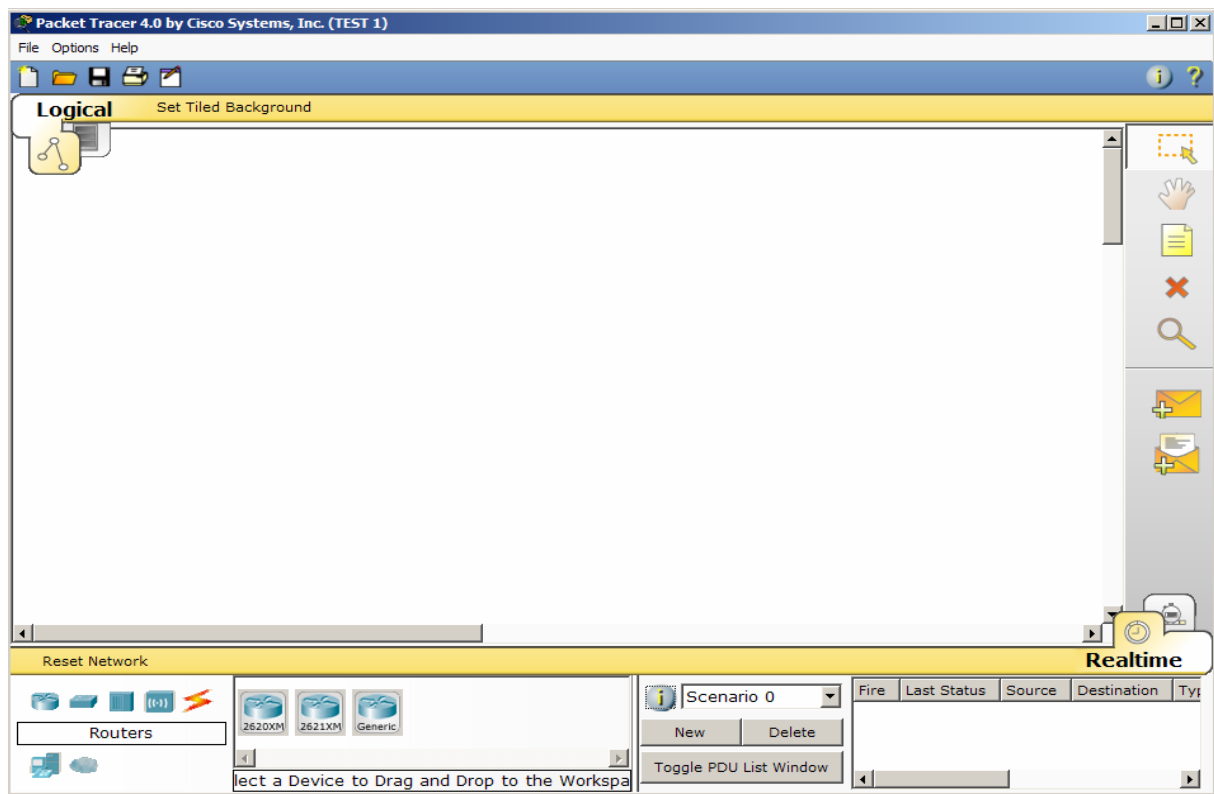 Packet Tracer 4.0 by Cisco Systems, Inc. (TEST 1)
File Options Help
Logical Set Tiled Background
Reset Network
Realtime
Routers
2620XM 2621XM Generic
lect a Device to Drag and Drop to the Workspa
Scenario 0
New Delete
Toggle PDU List Window
Fire Last Status Source Destination Typ